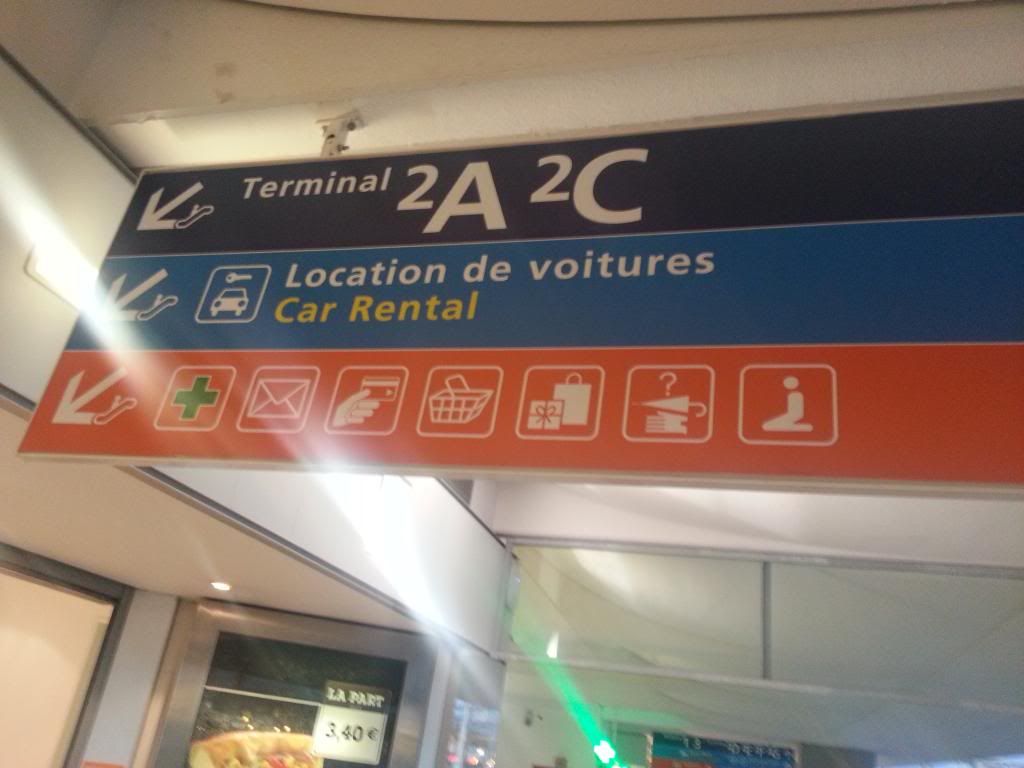 Terminal 2A 2C
Location de voitures
Car Rental
?
LA PART
3,40 €